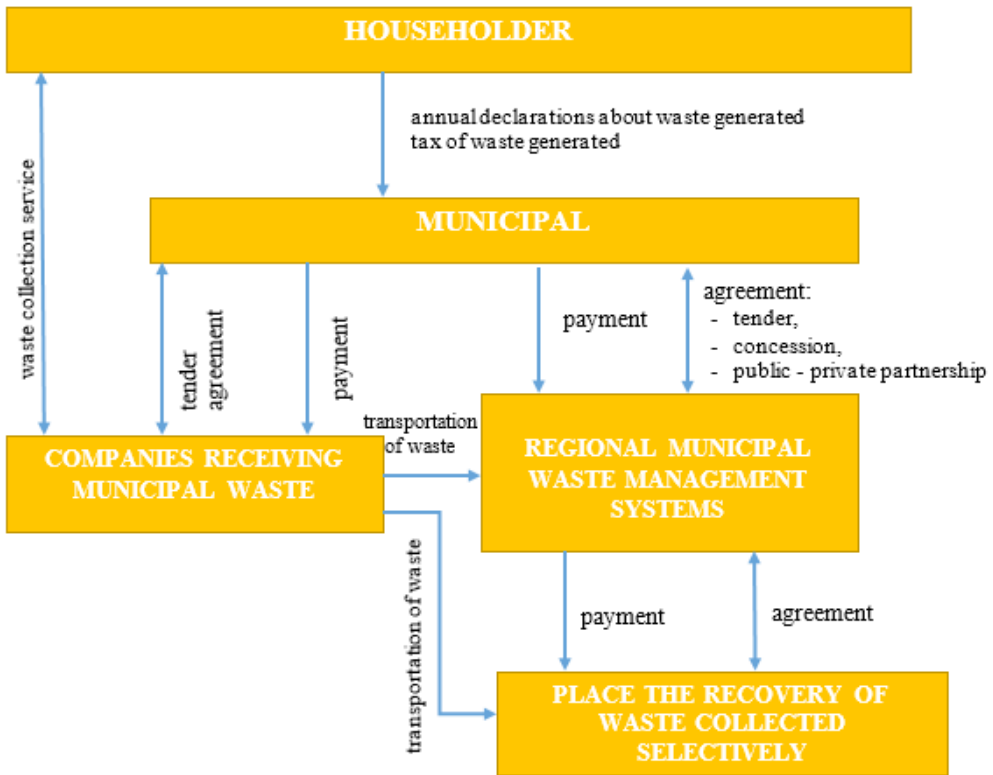 HOUSEHOLDER
annual declarations about waste generated
tax of waste generated
waste collection service
MUNICIPAL
tender
agreement
payment
payment
agreement:
- tender,
- concession,
- public - private partnership
transportation
of waste
COMPANIES RECEIVING
MUNICIPAL WASTE
REGIONAL MUNICIPAL
WASTE MANAGEMENT
SYSTEMS
transportation of waste
payment
agreement
PLACE THE RECOVERY OF
WASTE COLLECTED
SELECTIVELY